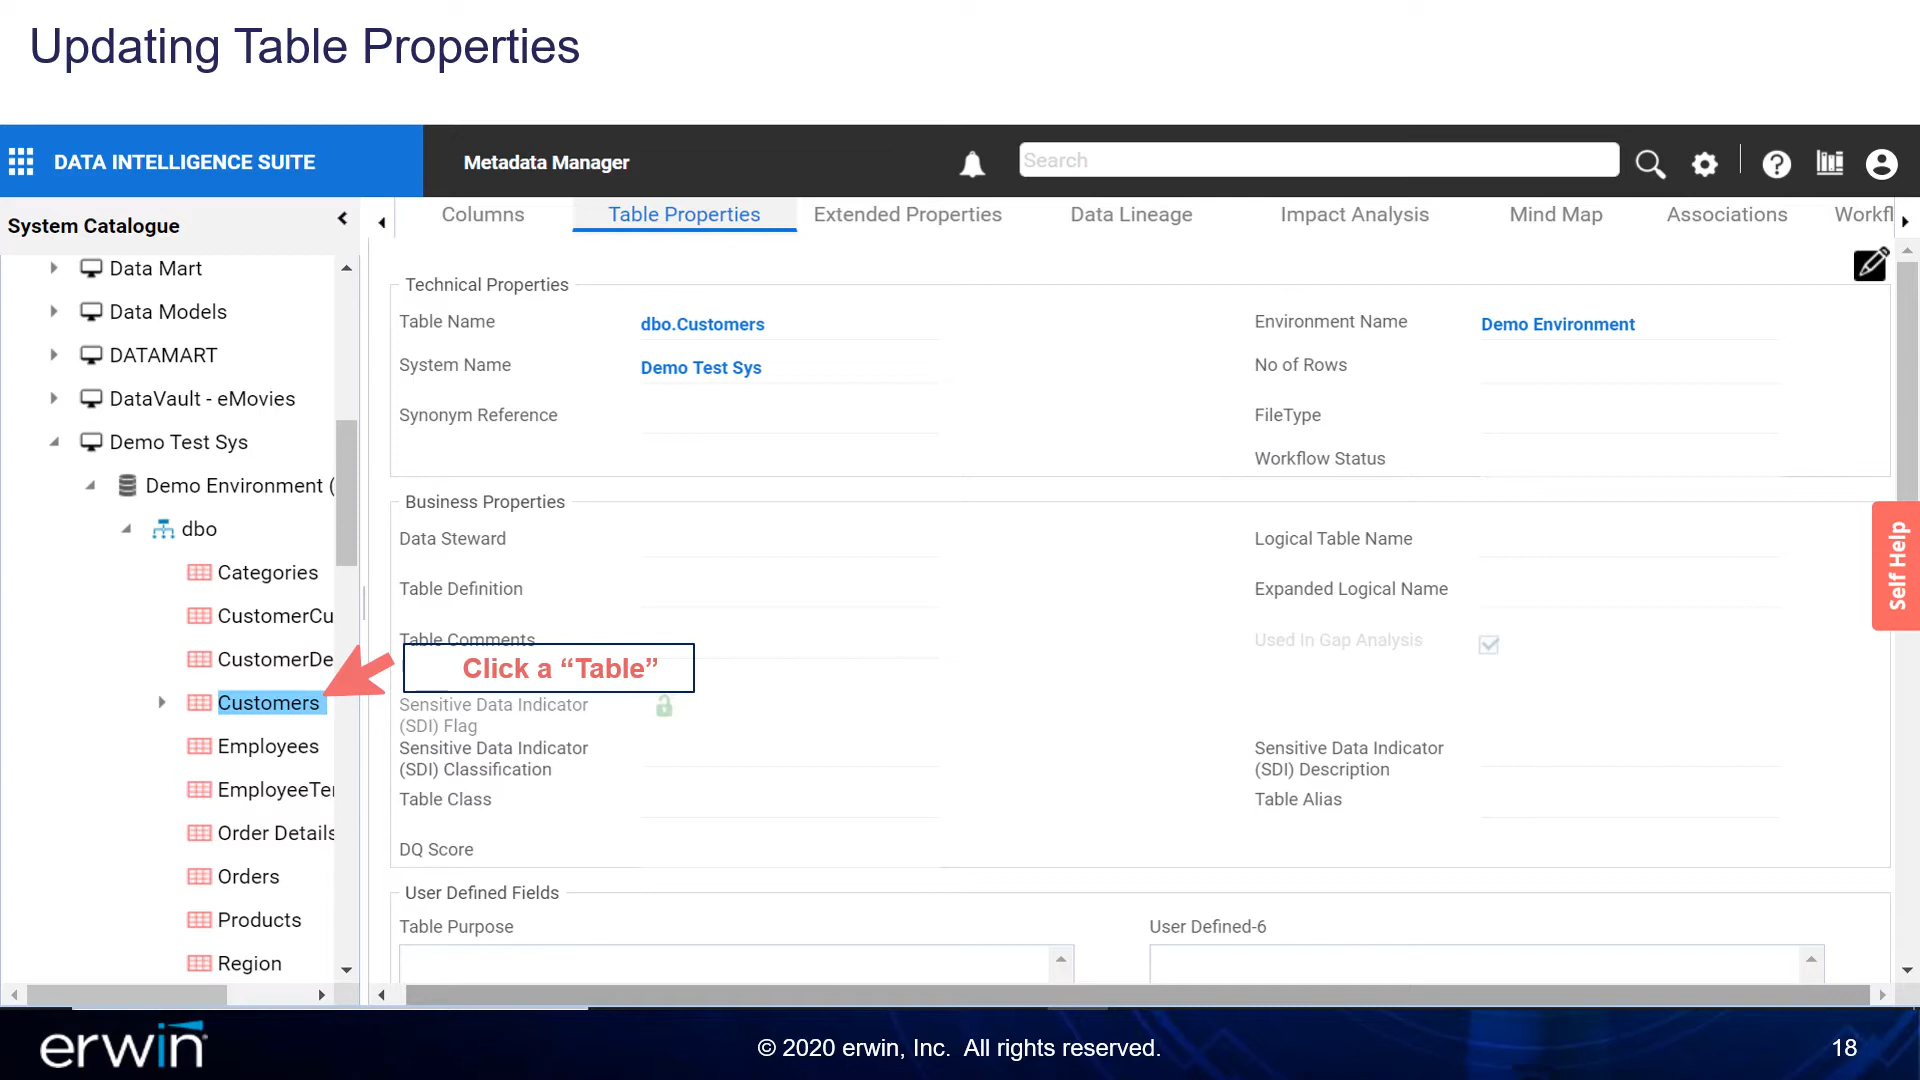 Updating Table Properties
DATA INTELLIGENCE SUITE
Metadata Manager
Search
System Catalogue
Columns
Table Properties
Extended Properties
Data Lineage
Impact Analysis
Mind Map
Associations
Workfl
Data Mart
Data Models
DATAMART
DataVault - eMovies
Demo Test Sys
Demo Environment (
dbo
Categories
CustomerCu
CustomerDe
Customers
Employees
EmployeeTer
Order Details
Orders
Products
Region
Click a “Table”
Technical Properties
Table Name
dbo.Customers
Environment Name
Demo Environment
System Name
Demo Test Sys
No of Rows
Synonym Reference
FileType
Workflow Status
Business Properties
Data Steward
Logical Table Name
Table Definition
Expanded Logical Name
Table Comments
Used In Gap Analysis
Sensitive Data Indicator
(SDI) Flag
Sensitive Data Indicator
(SDI) Classification
Sensitive Data Indicator
(SDI) Description
Table Class
Table Alias
DQ Score
User Defined Fields
Table Purpose
User Defined-6
Self Help
erwin
© 2020 erwin, Inc. All rights reserved.
18